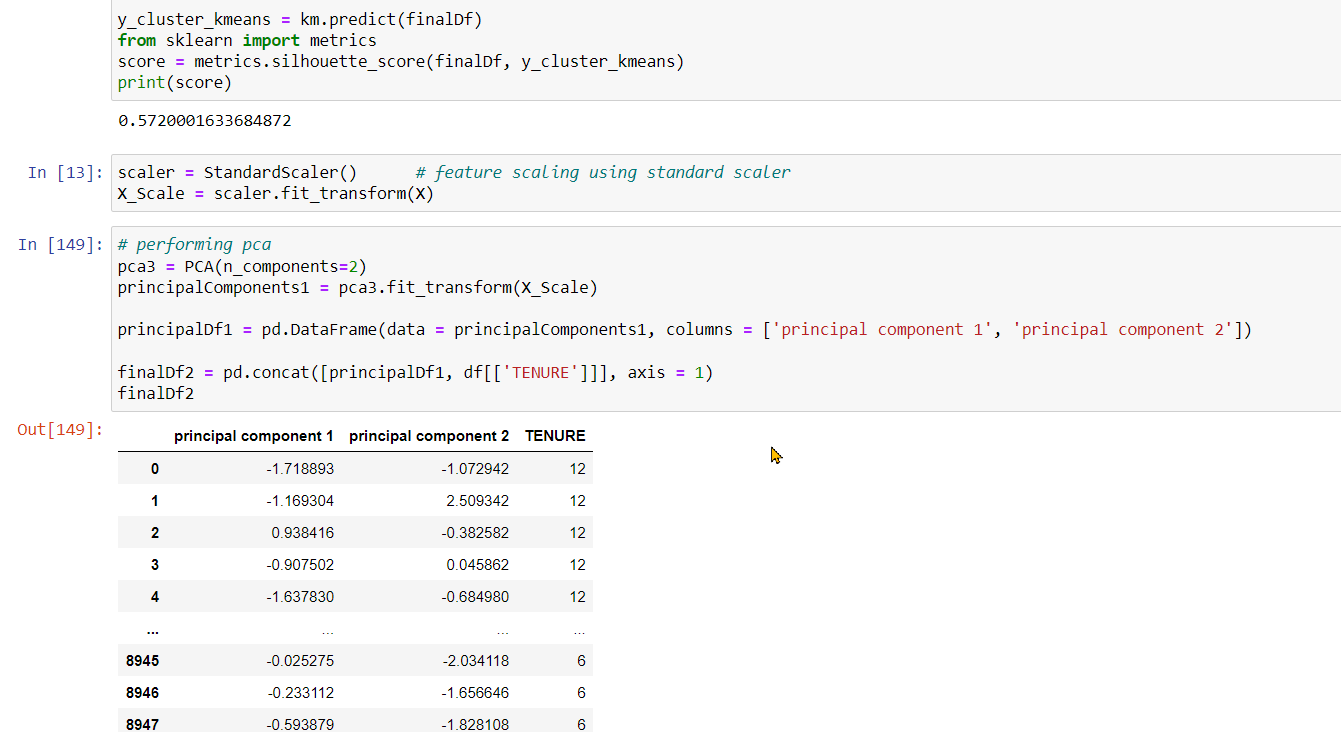 y_cluster_kmeans = km.predict(finalDf)
from sklearn import metrics
score = metrics.silhouette_score(finalDf, y_cluster_kmeans)
print(score)
0.5720001633684872
In [13]: scaler = StandardScaler()      # feature scaling using standard scaler
X_Scale = scaler.fit_transform(X)
In [149]: # performing pca
pca3 = PCA(n_components=2)
principalComponents1 = pca3.fit_transform(X_Scale)
principalDf1 = pd.DataFrame(data = principalComponents1, columns = ['principal component 1', 'principal component 2'])
finalDf2 = pd.concat([principalDf1, df[['TENURE']]], axis = 1)
finalDf2
Out[149]:
principal component 1 principal component 2 TENURE
0 -1.718893 -1.072942 12
1 -1.169304 2.509342 12
2 0.938416 -0.382582 12
3 -0.907502 0.045862 12
4 -1.637830 -0.684980 12
... ... ... ...
8945 -0.025275 -2.034118 6
8946 -0.233112 -1.656646 6
8947 -0.593879 -1.828108 6